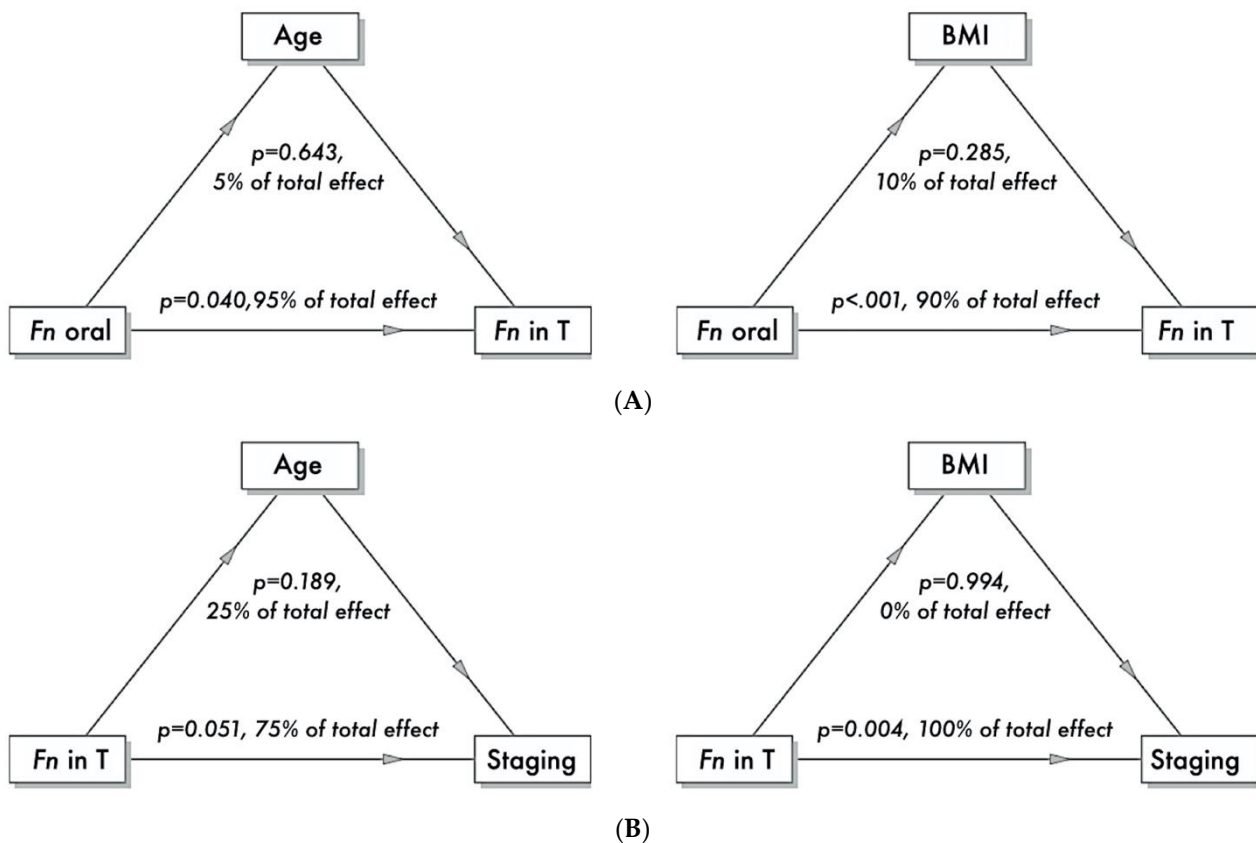 Age
p=0.643,
5% of total effect
p=0.040,95% of total effect
Fn oral
Fn in T
BMI
p=0.285,
10% of total effect
p<.001, 90% of total effect
Fn oral
Fn in T
(A)
Age
p=0.189,
25% of total effect
p=0.051, 75% of total effect
Fn in T
Staging
BMI
p=0.994,
0% of total effect
p=0.004, 100% of total effect
Fn in T
Staging
(B)